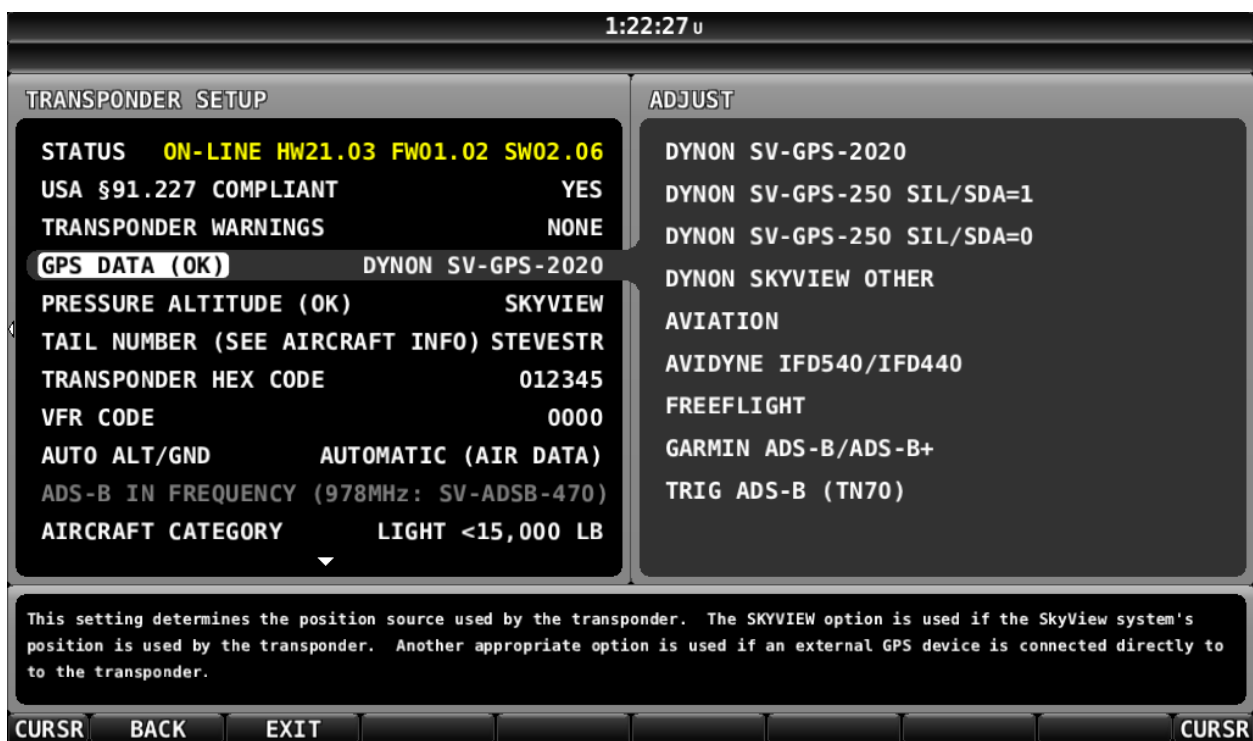 1:22:27 U
TRANSPONDER SETUP
STATUS ON-LINE HW21.03 FW01.02 SW02.06
USA §91.227 COMPLIANT YES
TRANSPONDER WARNINGS NONE
GPS DATA (OK) DYNON SV-GPS-2020
PRESSURE ALTITUDE (OK) SKYVIEW
TAIL NUMBER (SEE AIRCRAFT INFO) STEVESTR
TRANSPONDER HEX CODE 012345
VFR CODE 0000
AUTO ALT/GND AUTOMATIC (AIR DATA)
ADS-B IN FREQUENCY (978MHz: SV-ADSB-470)
AIRCRAFT CATEGORY LIGHT <15,000 LB
ADJUST
DYNON SV-GPS-2020
DYNON SV-GPS-250 SIL/SDA=1
DYNON SV-GPS-250 SIL/SDA=0
DYNON SKYVIEW OTHER
AVIATION
AVIDYNE IFD540/IFD440
FREEFLIGHT
GARMIN ADS-B/ADS-B+
TRIG ADS-B (TN70)
This setting determines the position source used by the transponder. The SKYVIEW option is used if the SkyView system's
position is used by the transponder. Another appropriate option is used if an external GPS device is connected directly to
to the transponder.
CURSR BACK EXIT CURSR